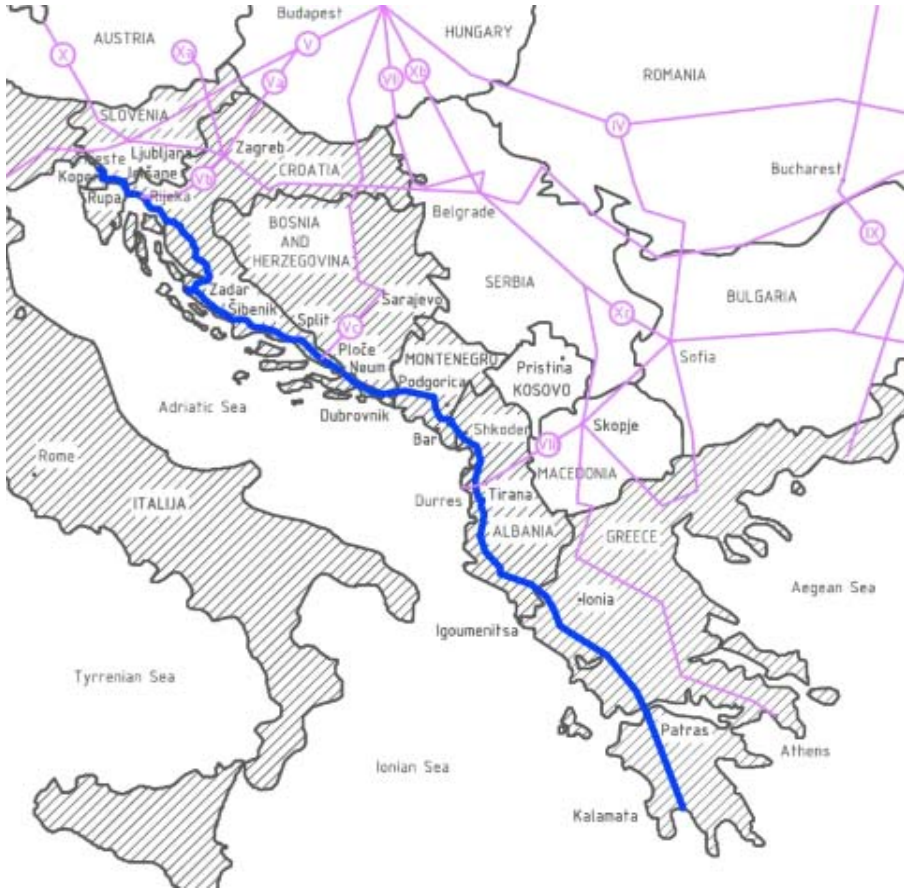 Budapest
AUSTRIA
HUNGARY
X
Xa
V
Va
VII
Xb
ROMANIA
SLOVENIA
IV
Ljubljana
Zagreb
Koper
Jelšane
Vb
CROATIA
Bucharest
Rupa
Rijeka
Belgrade
BOSNIA
AND
HERZEGOVINA
IX
SERBIA
Zadar
Sarajevo
BULGARIA
Šibenik
Split
Vc
Xc
Ploče
Neum
MONTENEGRO
Pristina
Sofia
Podgorica
KOSOVO
Adriatic Sea
Dubrovnik
Bar
Shkoder
Skopje
VIII
Rome
MACEDONIA
ITALIJA
Durres
Tirana
ALBANIA
GREECE
Ionia
Aegean Sea
Igoumenitsa
Tyrrenian Sea
Patras
Athens
Ionian Sea
Kalamata